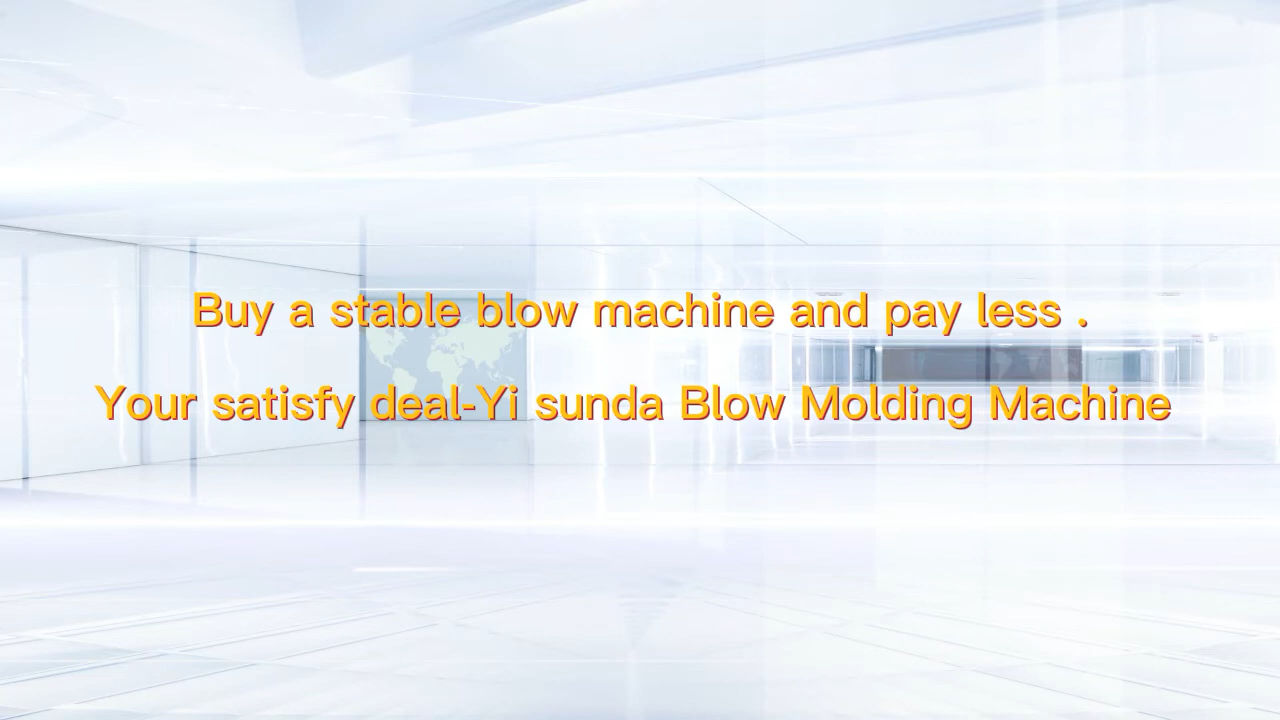 Buy a stable blow machine and pay less .
Your satisfy deal-Yi sunda Blow Molding Machine